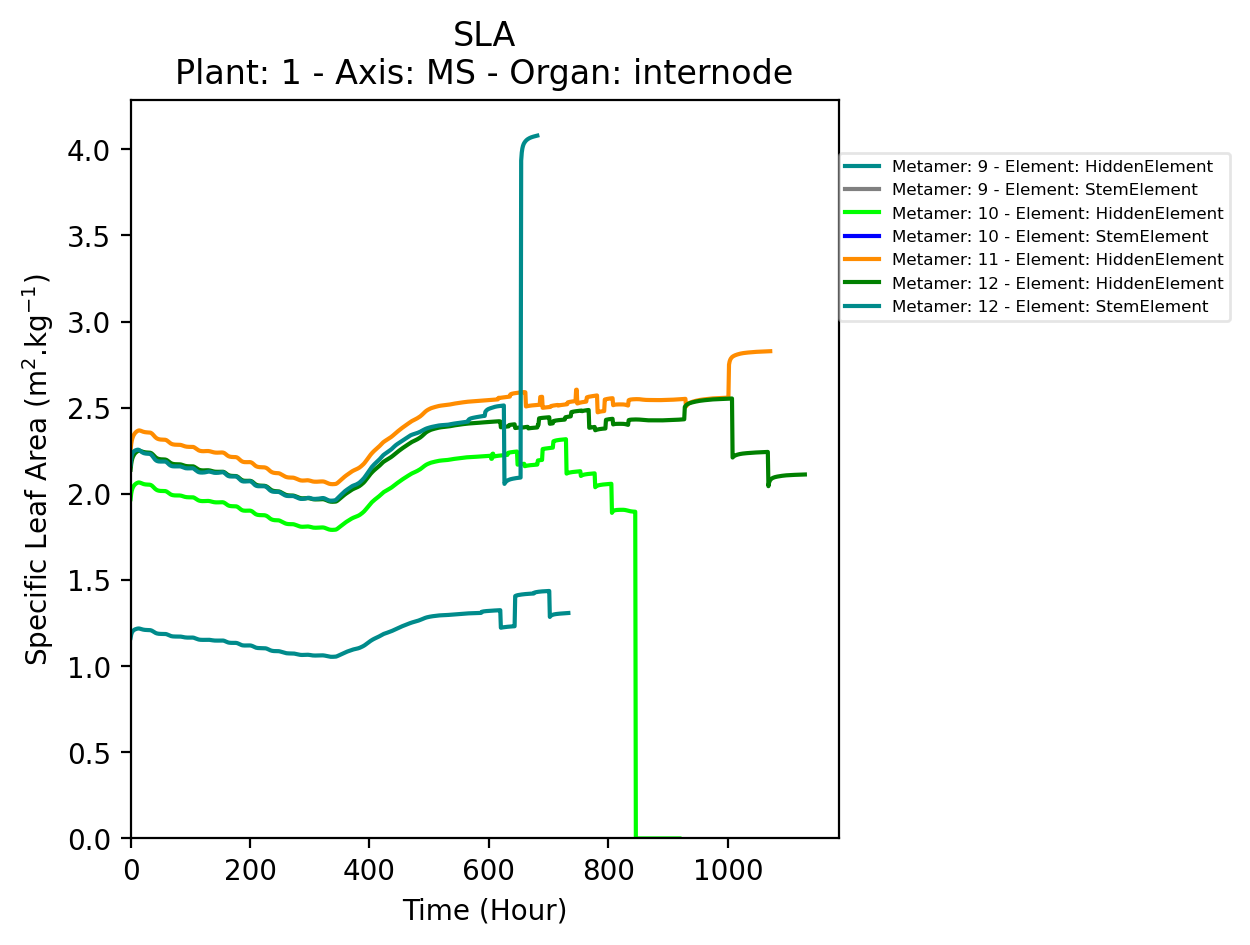 SLA
Plant: 1 - Axis: MS - Organ: internode
Specific Leaf Area (m².kg⁻¹)
4.0
3.5
3.0
2.5
2.0
1.5
1.0
0.5
0.0
0 200 400 600 800 1000
Time (Hour)
Metamer: 9 - Element: HiddenElement
Metamer: 9 - Element: StemElement
Metamer: 10 - Element: HiddenElement
Metamer: 10 - Element: StemElement
Metamer: 11 - Element: HiddenElement
Metamer: 12 - Element: HiddenElement
Metamer: 12 - Element: StemElement